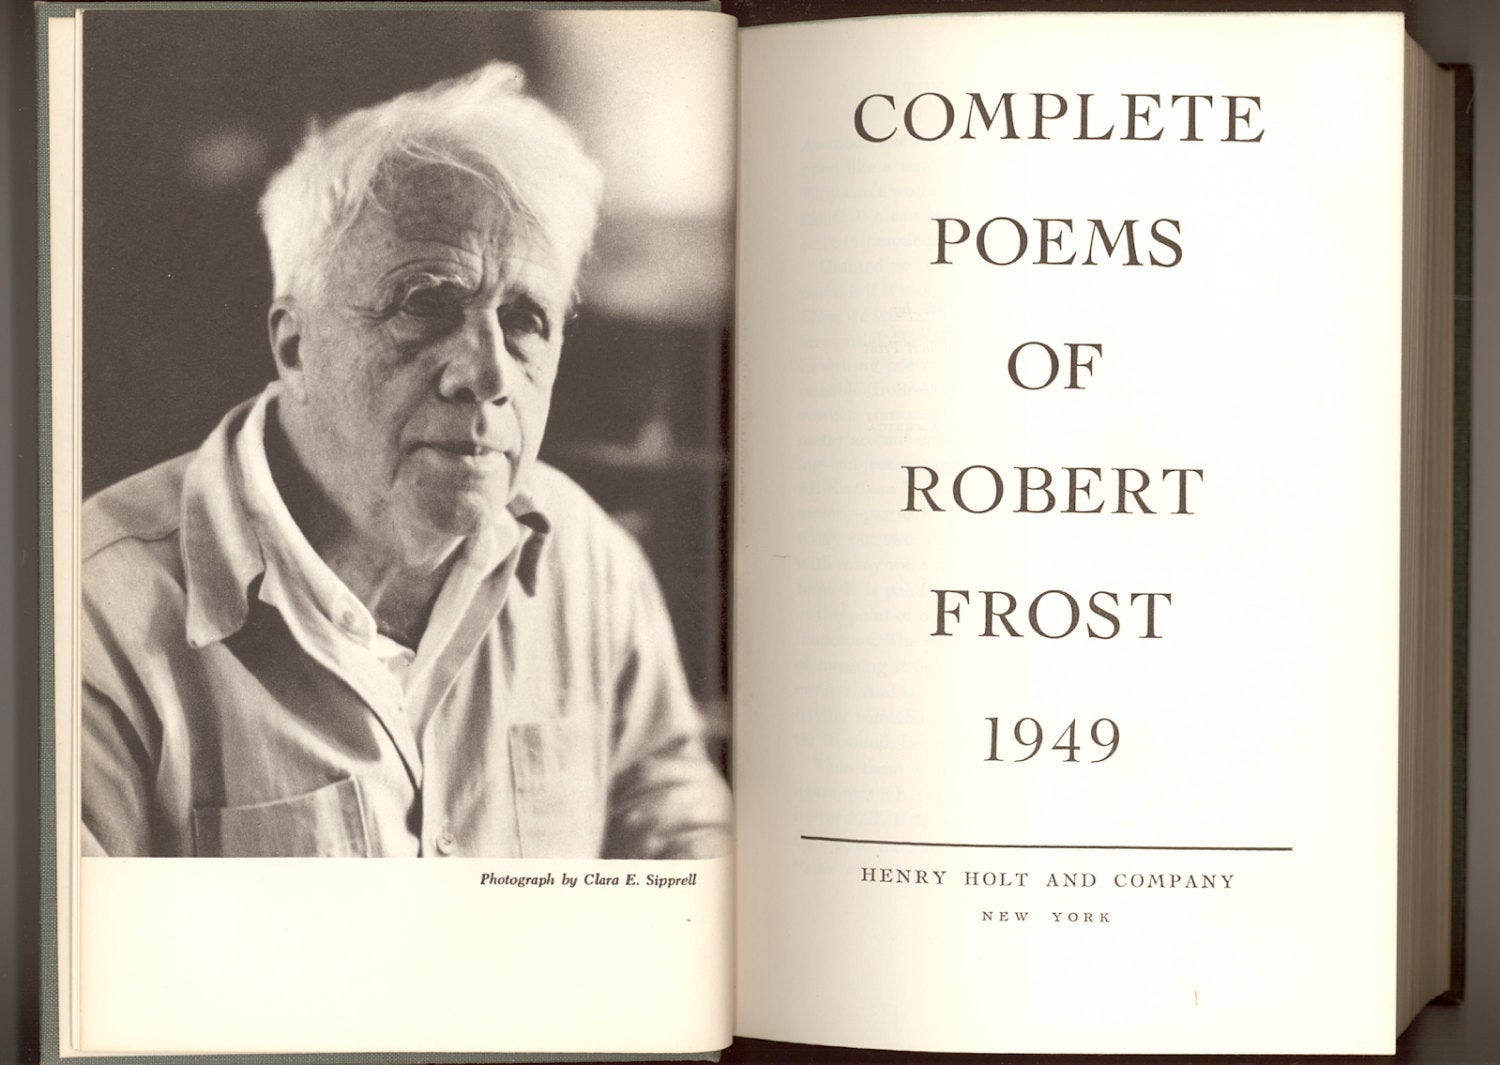 Photograph by Clara E. Sipprell
COMPLETE
POEMS
OF
ROBERT
FROST
1949
HENRY HOLT AND COMPANY
NEW YORK